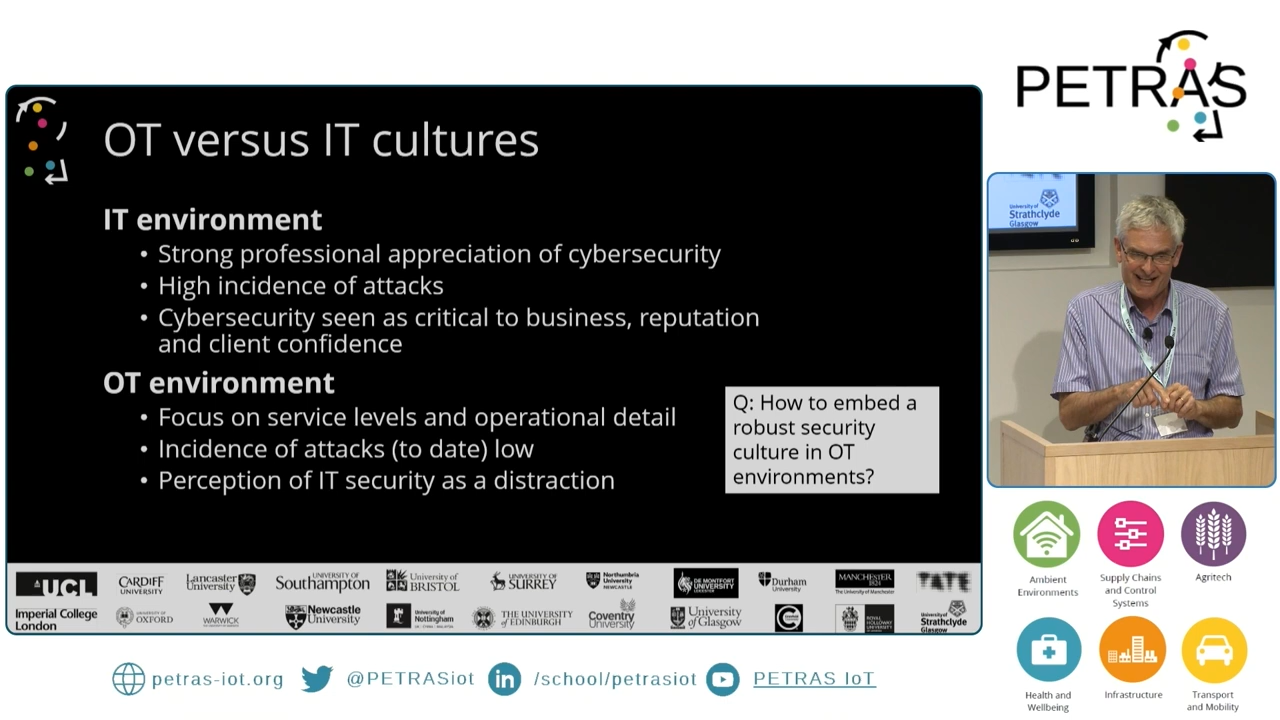 PETRAS
OT versus IT cultures
IT environment
• Strong professional appreciation of cybersecurity
• High incidence of attacks
• Cybersecurity seen as critical to business, reputation
and client confidence
OT environment
• Focus on service levels and operational detail
• Incidence of attacks (to date) low
• Perception of IT security as a distraction
Q: How to embed a
robust security
culture in OT
environments?
University of
Strathclyde
Glasgow
UCL
CARDIFF
UNIVERSITY
Lancaster
University
UNIVERSITY OF
Southampton
University of
BRISTOL
UNIVERSITY OF
SURREY
Northumbria
University
NEWCASTLE
DE MONTFORT
UNIVERSITY
LEICESTER
Durham
University
MANCHESTER
1824
The University of Manchester
TATE
Imperial College
London
UNIVERSITY OF
OXFORD
WARWICK
Newcastle
University
University of
Nottingham
THE UNIVERSITY
of EDINBURGH
Coventry
University
University
of Glasgow
ROYAL
HOLLOWAY
UNIVERSITY
University of
Strathclyde
Glasgow
Ambient
Environments
Supply Chains
and Control
Systems
Agritech
Health and
Wellbeing
Infrastructure
Transport
and Mobility
petras-iot.org
@PETRASiot
in
/school/petrasiot
PETRAS IoT